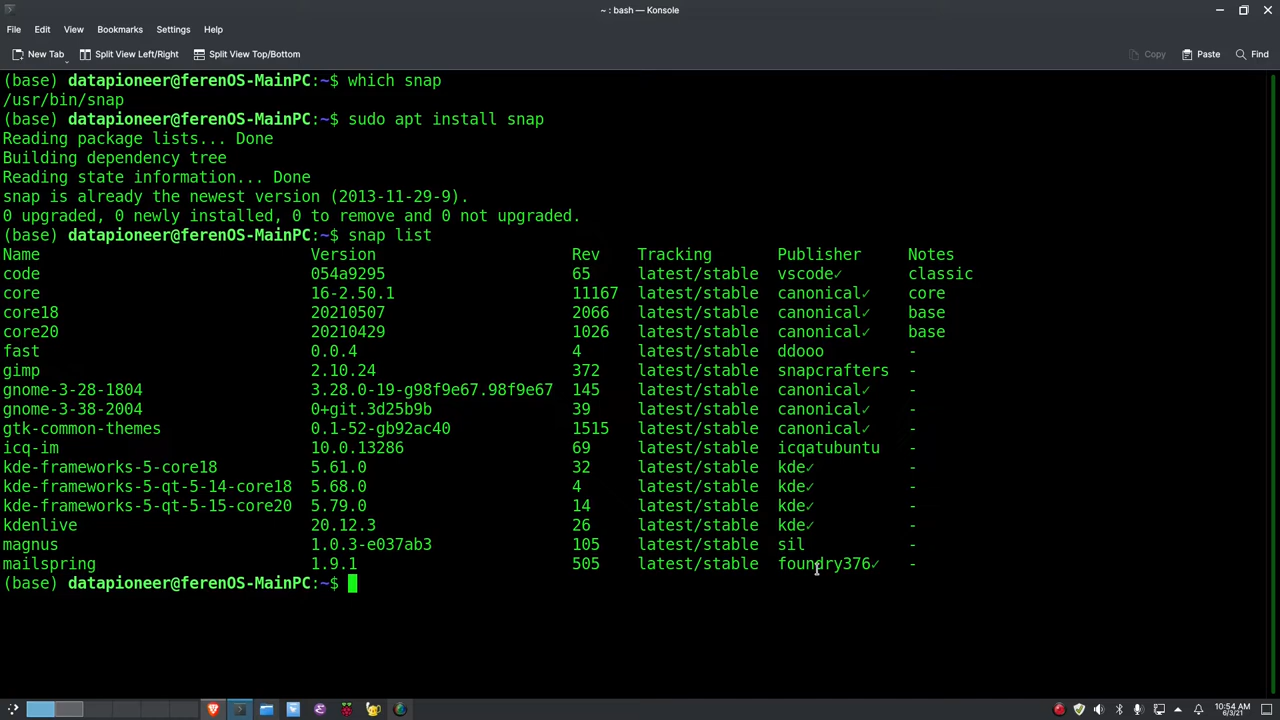 ~ : bash — Konsole
File Edit View Bookmarks Settings Help
New Tab Split View Left/Right Split View Top/Bottom Copy Paste Find
(base) datapioneer@ferenOS-MainPC:~$ which snap
/usr/bin/snap
(base) datapioneer@ferenOS-MainPC:~$ sudo apt install snap
Reading package lists... Done
Building dependency tree
Reading state information... Done
snap is already the newest version (2013-11-29-9).
0 upgraded, 0 newly installed, 0 to remove and 0 not upgraded.
(base) datapioneer@ferenOS-MainPC:~$ snap list
Name Version Rev Tracking Publisher Notes
code 054a9295 65 latest/stable vscode✓ classic
core 16-2.50.1 11167 latest/stable canonical✓ core
core18 20210507 2066 latest/stable canonical✓ base
core20 20210429 1026 latest/stable canonical✓ base
fast 0.0.4 4 latest/stable ddooo -
gimp 2.10.24 372 latest/stable snapcrafters -
gnome-3-28-1804 3.28.0-19-g98f9e67.98f9e67 145 latest/stable canonical✓ -
gnome-3-38-2004 0+git.3d25b9b 39 latest/stable canonical✓ -
gtk-common-themes 0.1-52-gb92ac40 1515 latest/stable canonical✓ -
icq-im 10.0.13286 69 latest/stable icqatubuntu -
kde-frameworks-5-core18 5.61.0 32 latest/stable kde✓ -
kde-frameworks-5-qt-5-14-core18 5.68.0 4 latest/stable kde✓ -
kde-frameworks-5-qt-5-15-core20 5.79.0 14 latest/stable kde✓ -
kdenlive 20.12.3 26 latest/stable kde✓ -
magnus 1.0.3-e037ab3 105 latest/stable sil -
mailspring 1.9.1 505 latest/stable foundry376✓ -
(base) datapioneer@ferenOS-MainPC:~$
10:54 AM
6/3/21